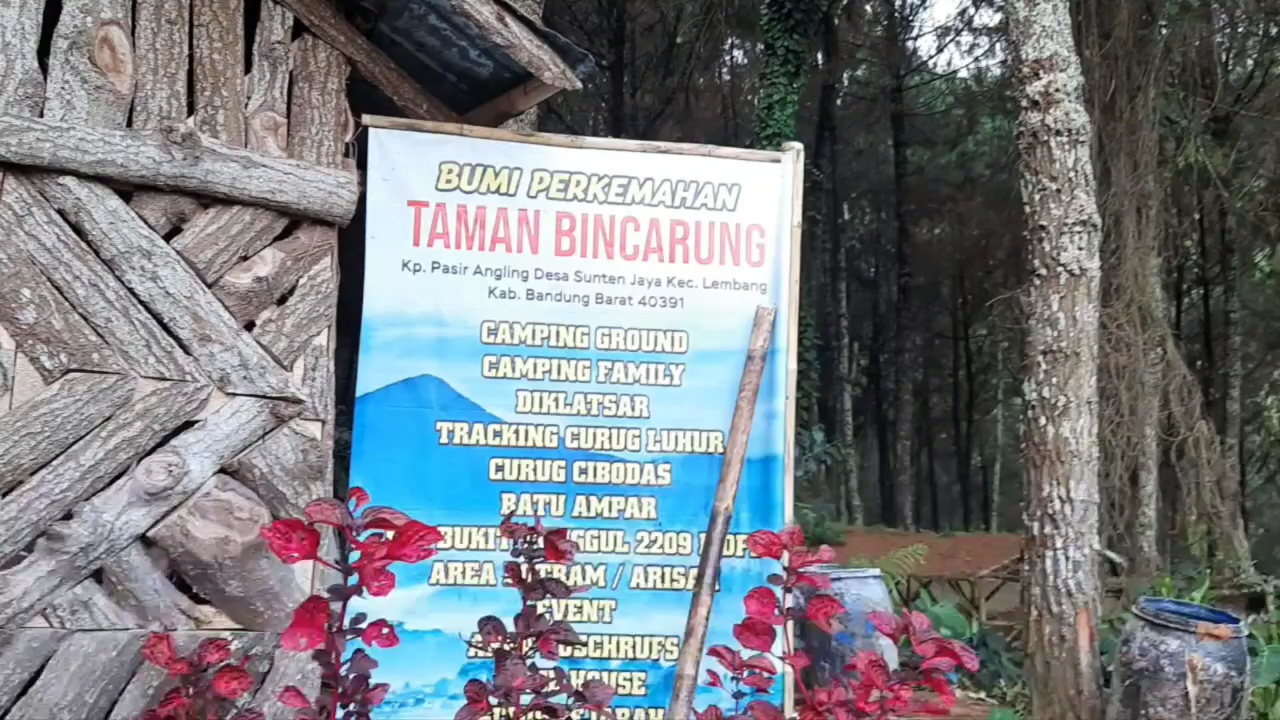 BUMI PERKEMAHAN
TAMAN BINCARUNG
Kp. Pasir Angling Desa Sunten Jaya Kec. Lembang
Kab. Bandung Barat 40391
CAMPING GROUND
CAMPING FAMILY
DIKLATSAR
TRACKING CURUG LUHUR
CURUG CIBODAS
BATU AMPAR
BUKIT 2209
AREA / ARISAN
EVENT
HOUSE